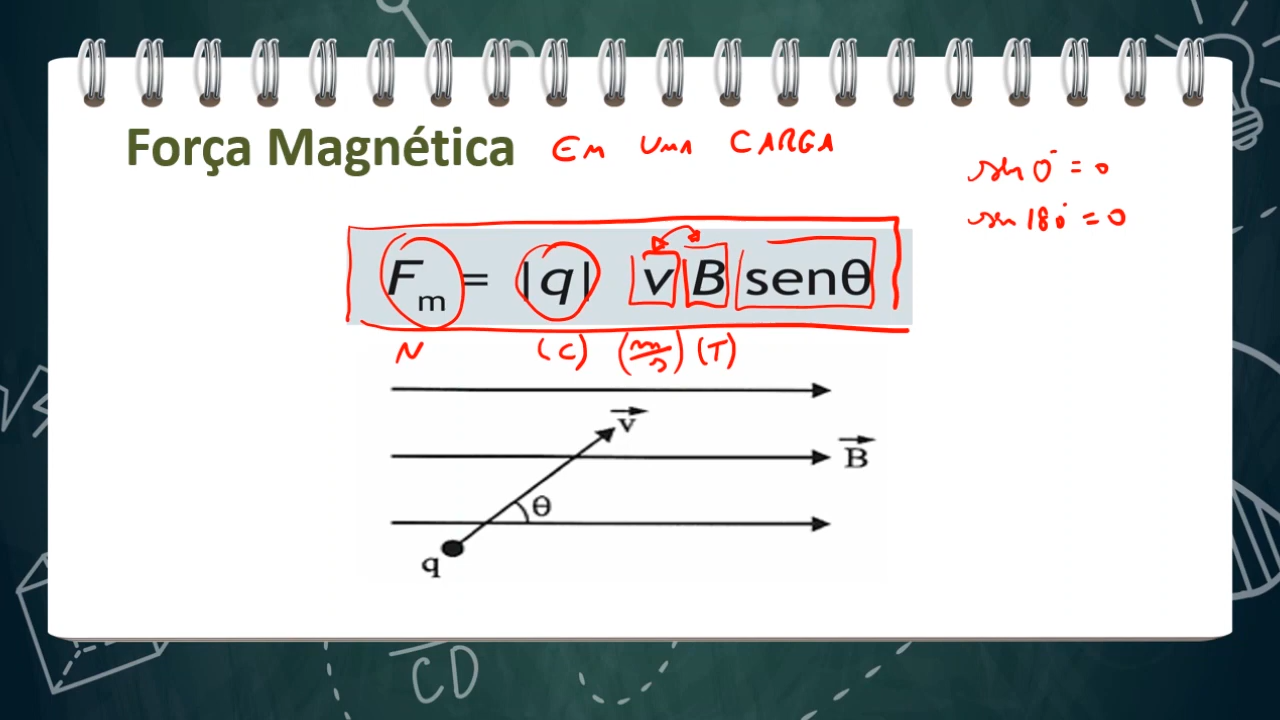 Força Magnética EM UMA CARGA
sen 0° = 0
sen 180° = 0
Fm = |q| v B senθ
N (C) (m/s) (T)
v
B
θ
q
CD